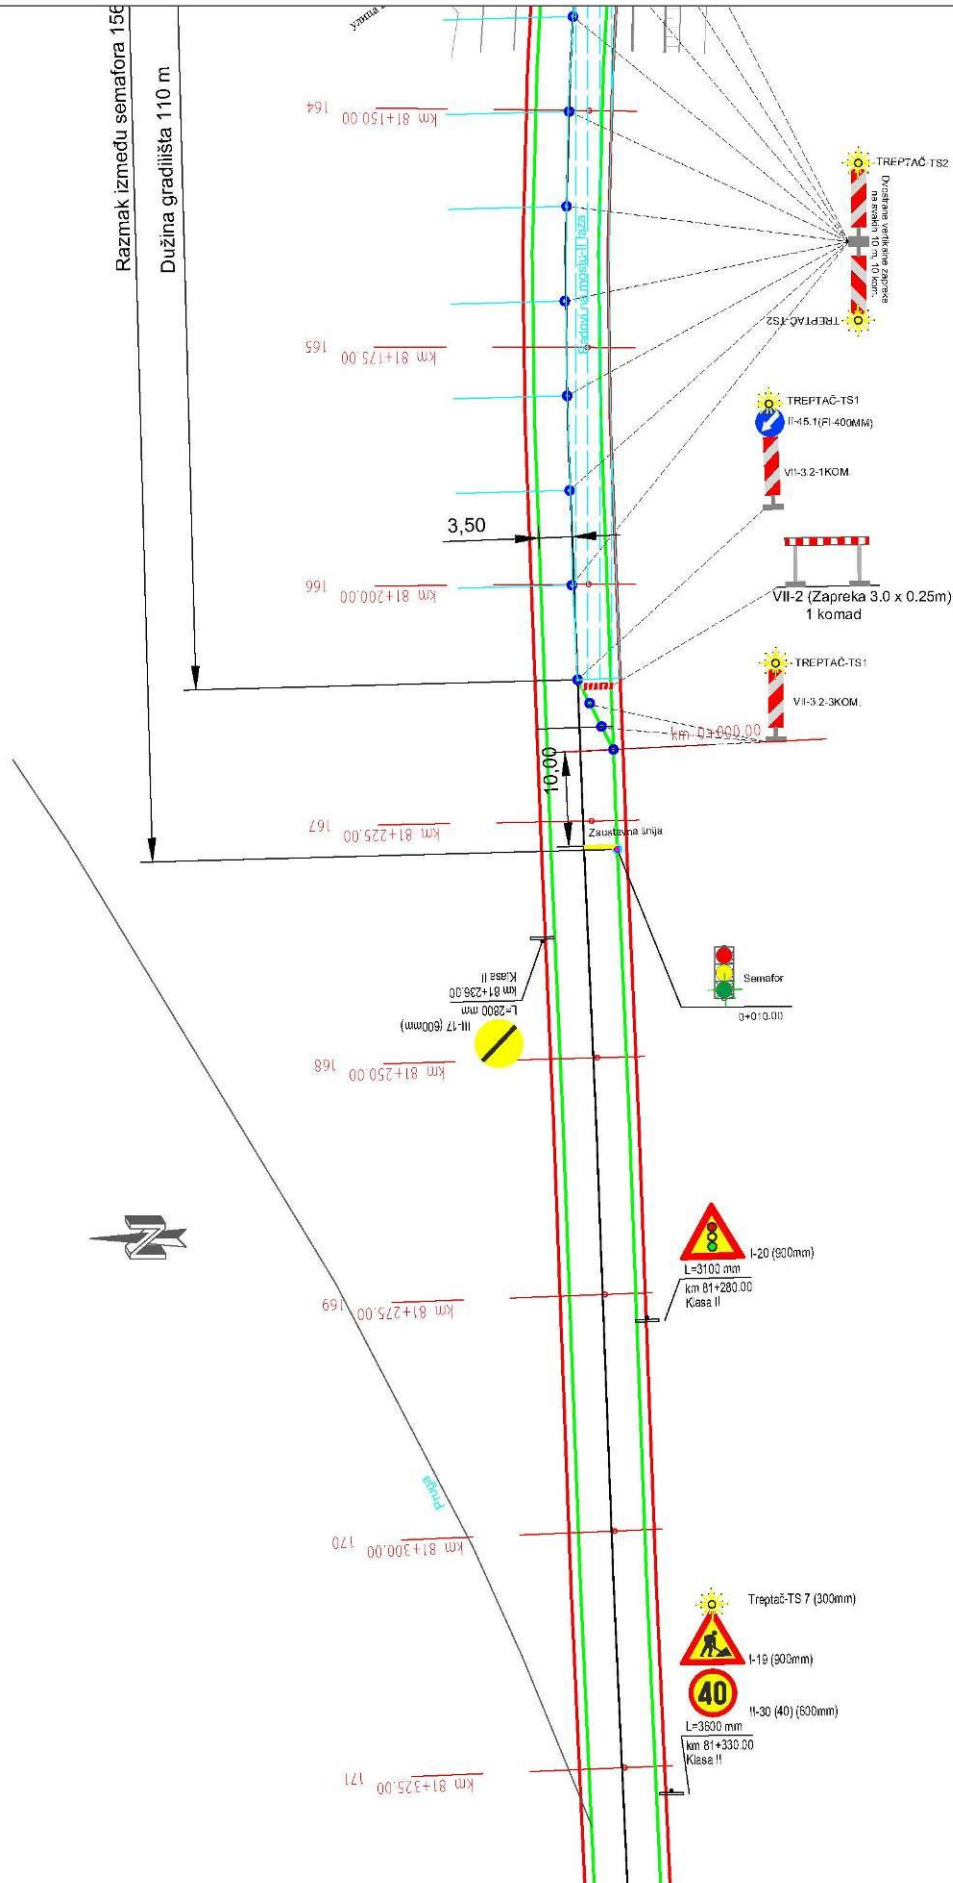 улица
Razmak između semafora 156
Dužina gradilišta 110 m
164
km 81+150.00
TREPTAČ-TS2
Dvostrane vertikalne zapreke
na svakih 10 m, 10 kom.
TREPTAČ-TS2
Radovi na mostu-II faza
165
km 81+175.00
TREPTAČ-TS1
II-45.1(FI-400MM)
VII-3.2-1KOM.
3,50
166
km 81+200.00
VII-2 (Zapreka 3.0 x 0.25m)
1 komad
TREPTAČ-TS1
VII-3.2-3KOM.
km 0+000.00
10,00
167
km 81+225.00
Zaustavna linija
Semafor
0+010.00
Klasa II
km 81+236.00
L=2800 mm
III-17 (600mm)
168
km 81+250.00
I-20 (900mm)
L=3100 mm
km 81+280.00
Klasa II
169
km 81+275.00
Pruga
170
km 81+300.00
Treptač-TS 7 (300mm)
I-19 (900mm)
40
II-30 (40) (600mm)
L=3600 mm
km 81+330.00
Klasa II
171
km 81+325.00